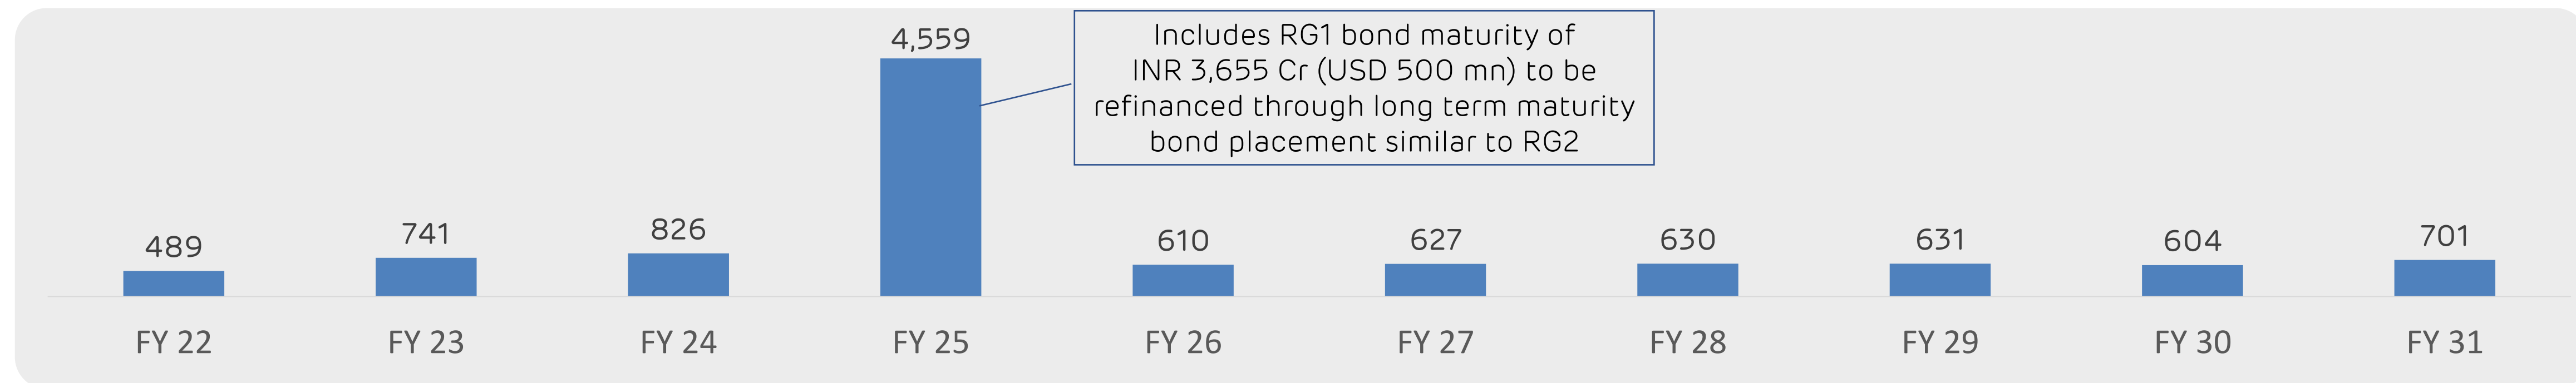 4,559
Includes RG1 bond maturity of
INR 3,655 Cr (USD 500 mn) to be
refinanced through long term maturity
bond placement similar to RG2
489
741
826
610
627
630
631
604
701
FY 22
FY 23
FY 24
FY 25
FY 26
FY 27
FY 28
FY 29
FY 30
FY 31